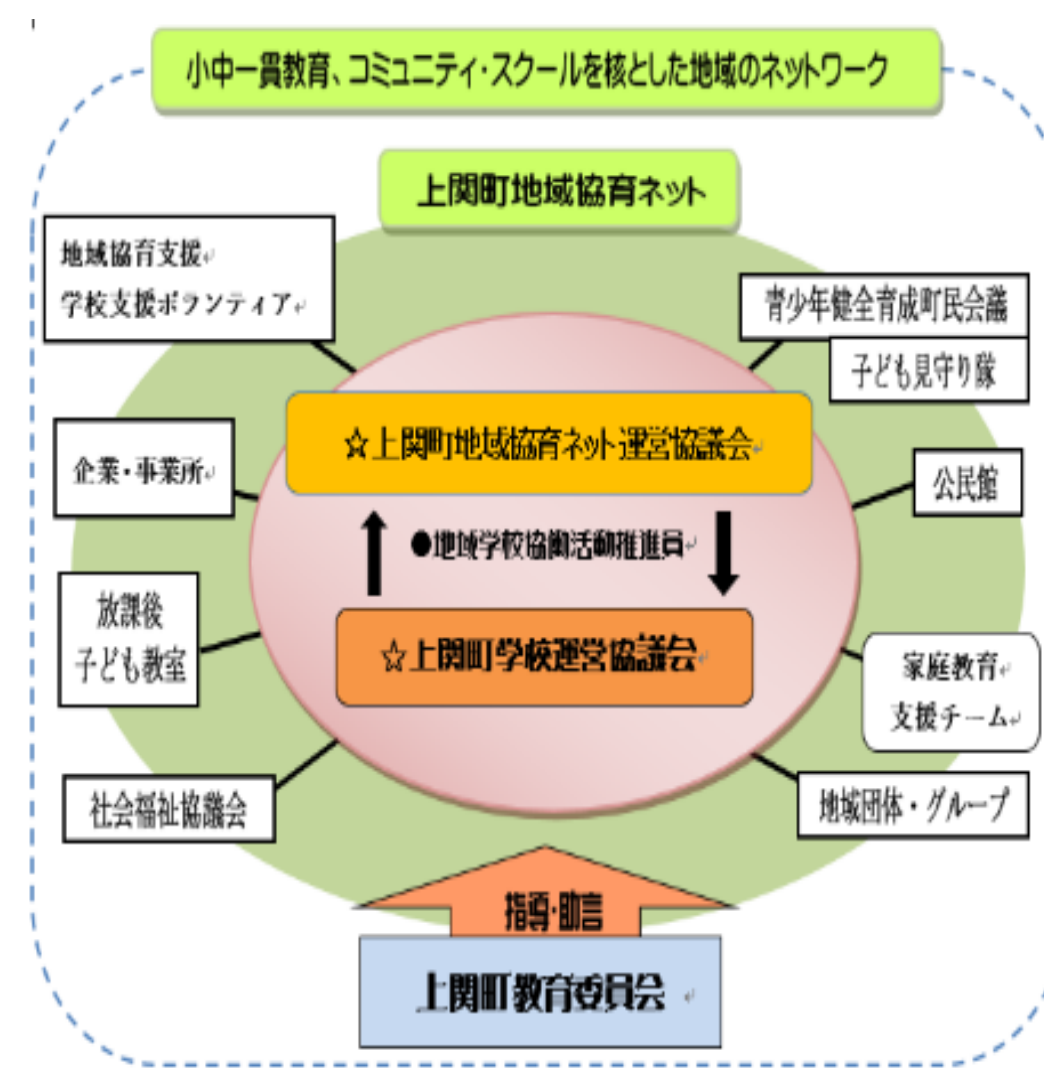 小中一貫教育、コミュニティ・スクールを核とした地域のネットワーク
上関町地域協育ネット
地域協育支援
学校支援ボランティア
青少年健全育成町民会議
子ども見守り隊
☆上関町地域協育ネット運営協議会
企業・事業所
公民館
●地域学校協働活動推進員
放課後
子ども教室
☆上関町学校運営協議会
家庭教育
支援チーム
社会福祉協議会
地域団体・グループ
指導・助言
上関町教育委員会